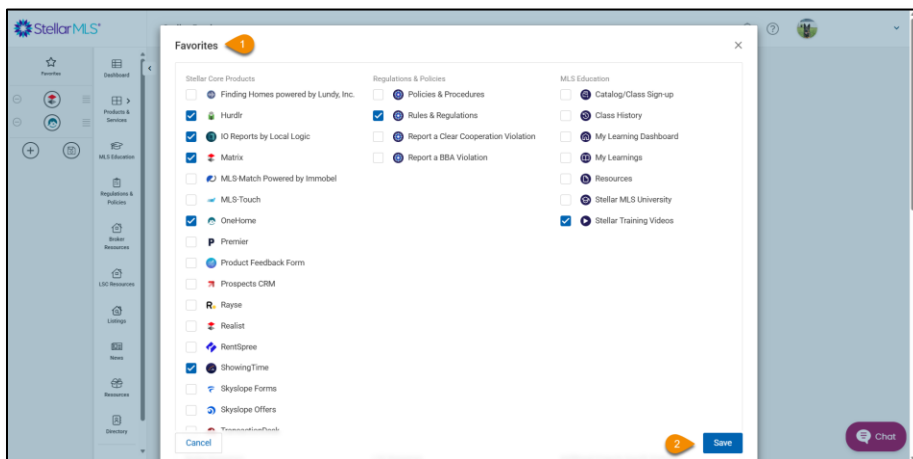 StellarMLS
Favorites
Dashboard
Products &
Services
MLS Education
Regulations &
Policies
Broker
Resources
LSO Resources
Listings
News
Resources
Directory
Favorites
1
Stellar Core Products
Finding Homes powered by Lundy, Inc.
Hurdlr
IO Reports by Local Logic
Matrix
MLS-Match Powered by Immobel
MLS-Touch
OneHome
Premier
Product Feedback Form
Prospects CRM
Rayse
Realist
RentSpree
ShowingTime
Skyslope Forms
Skyslope Offers
TransactionDesk
Regulations & Policies
Policies & Procedures
Rules & Regulations
Report a Clear Cooperation Violation
Report a BBA Violation
MLS Education
Catalog/Class Sign-up
Class History
My Learning Dashboard
My Learnings
Resources
Stellar MLS University
Stellar Training Videos
Cancel
2
Save
Chat